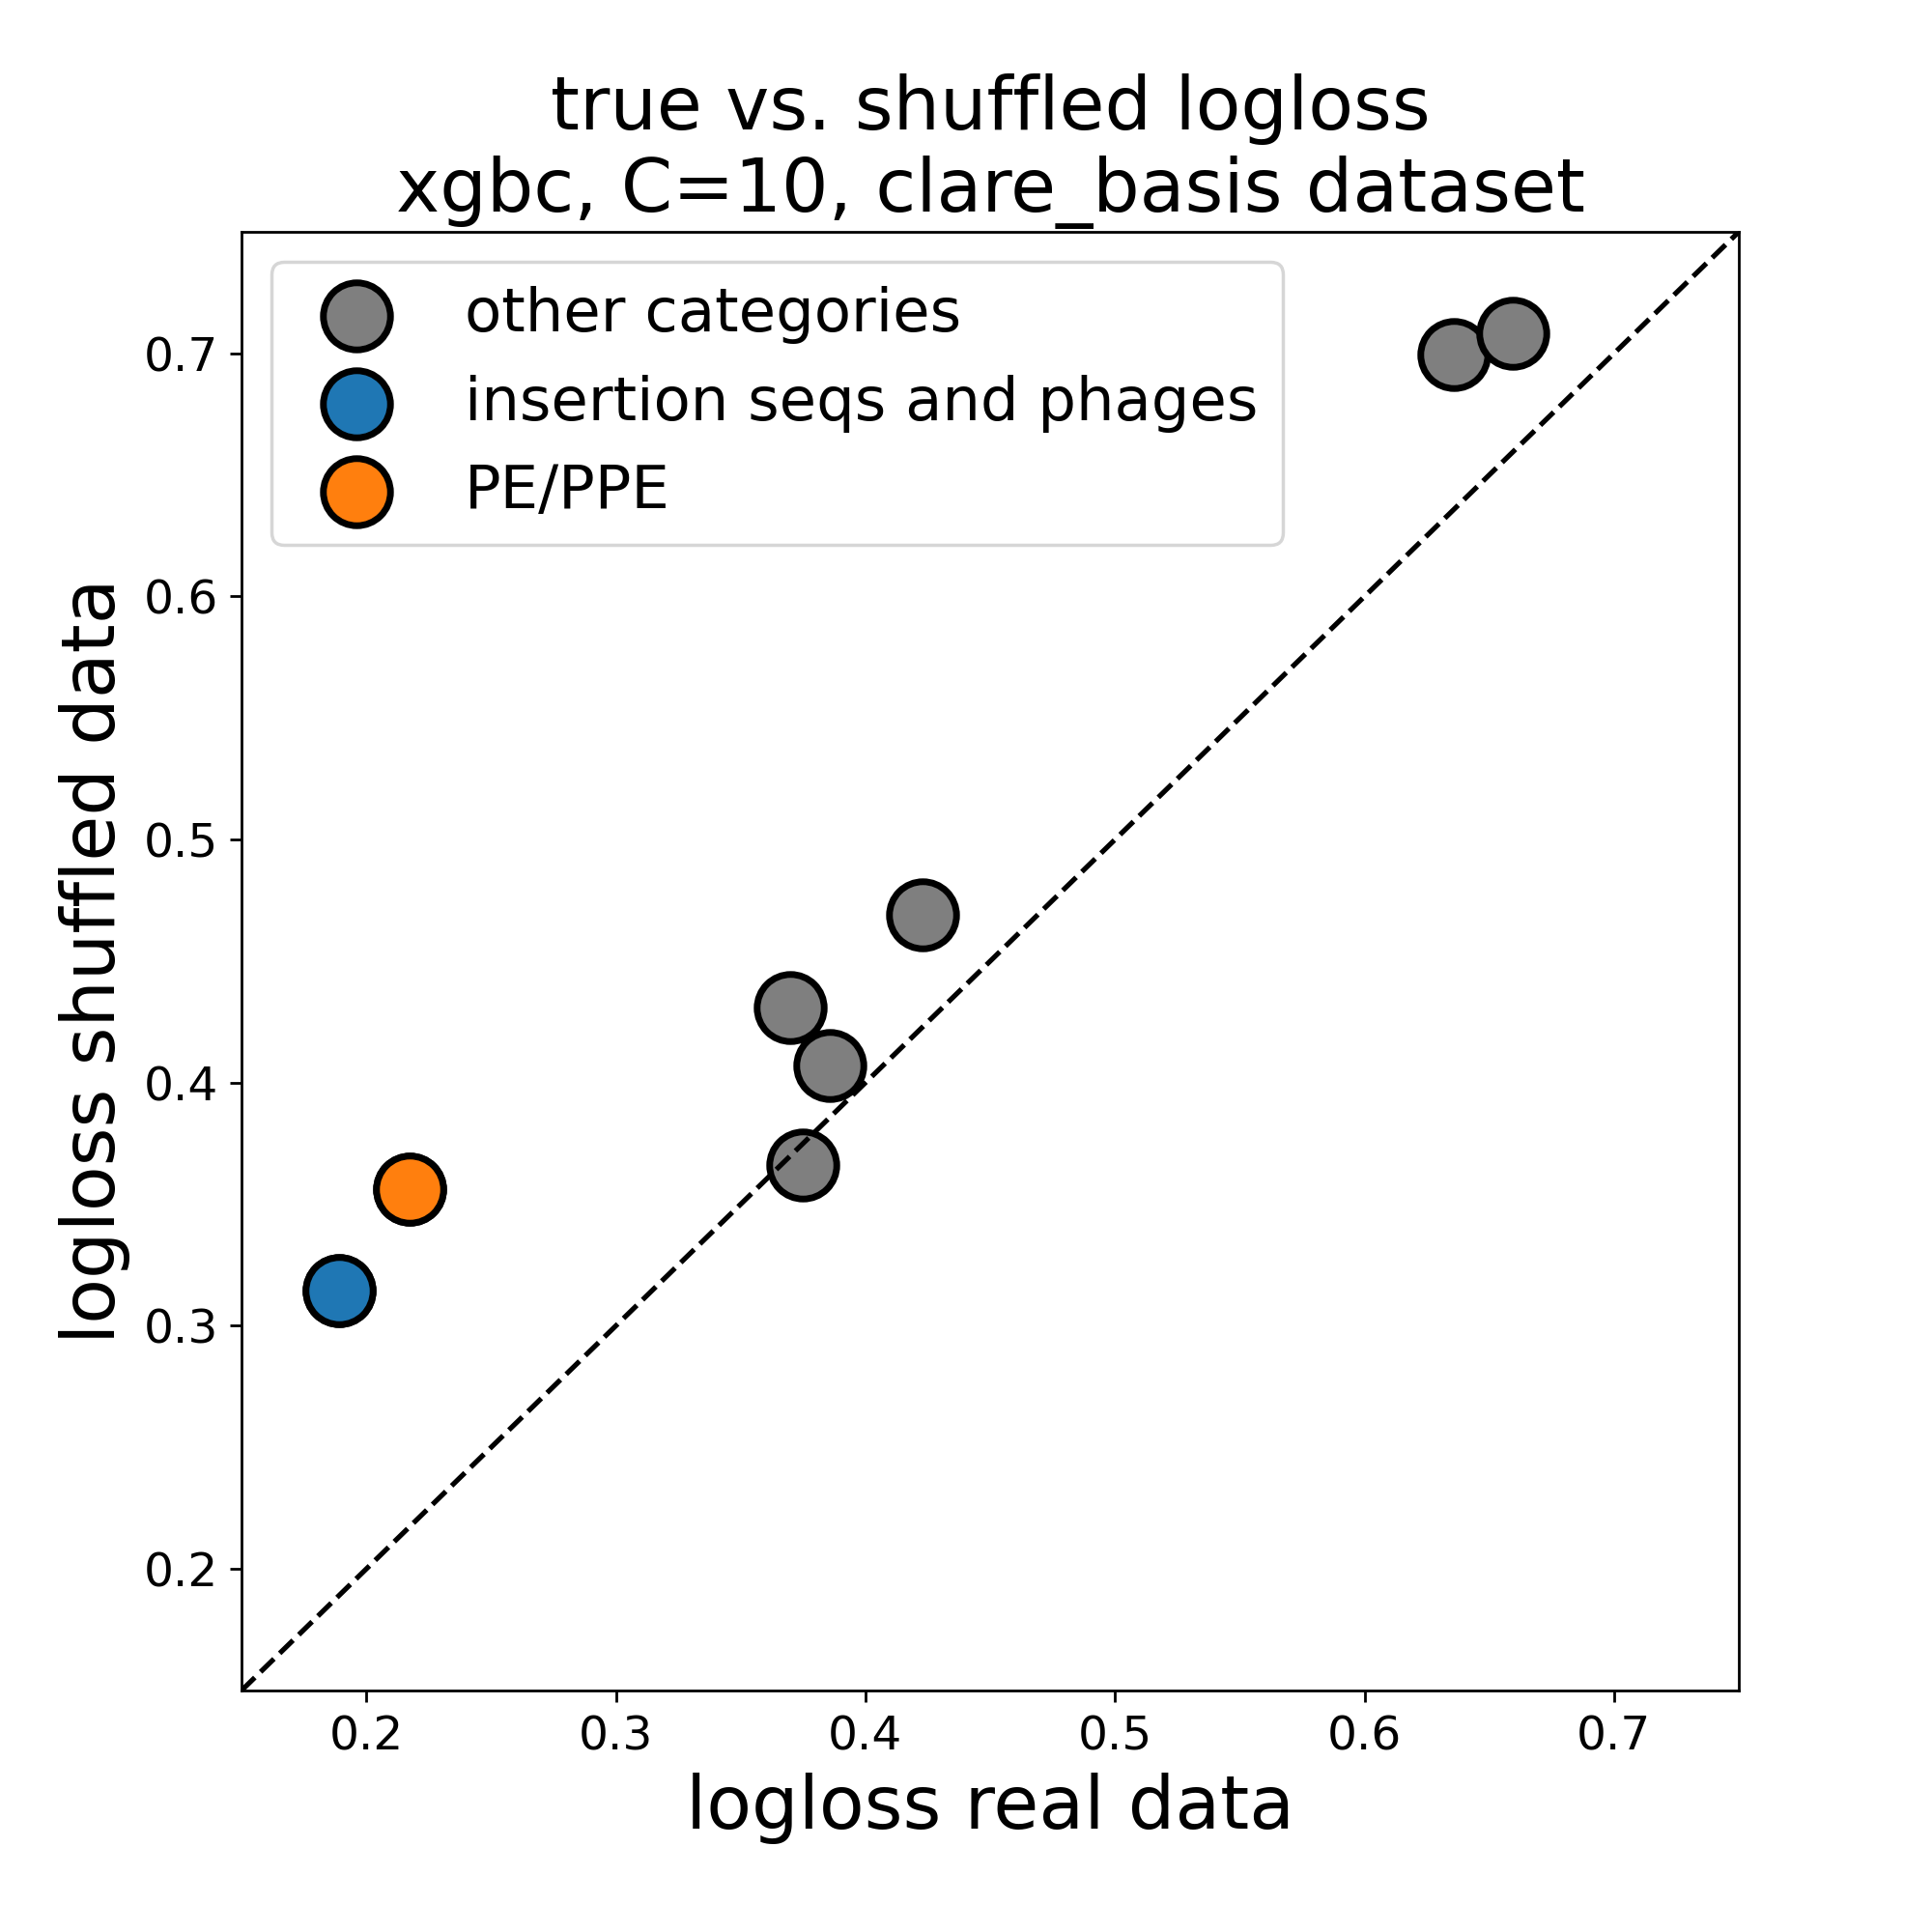 true vs. shuffled logloss
xgbc, C=10, clare_basis dataset
other categories
insertion seqs and phages
PE/PPE
logloss shuffled data
0.7
0.6
0.5
0.4
0.3
0.2
0.2 0.3 0.4 0.5 0.6 0.7
logloss real data